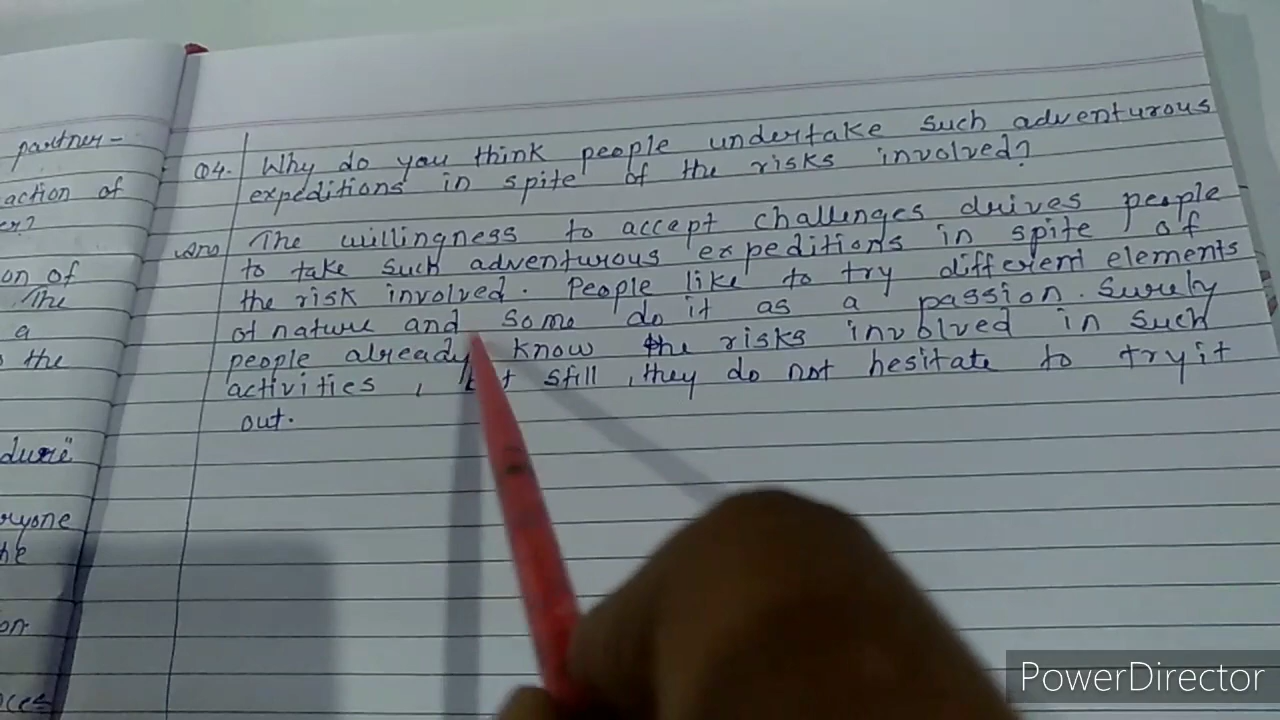 partner-
action of
er?
on of
The
a
the
dure"
ryone
he
on.
oces
Q4. Why do you think people undertake such adventurous
expeditions in spite of the risks involved?
Ans The willingness to accept challenges drives people
to take such adventurous expeditions in spite of
the risk involved. People like to try different elements
of nature and some do it as a passion. Surely
people already know the risks involved in such
activities, but still, they do not hesitate to tryit
out.
PowerDirector